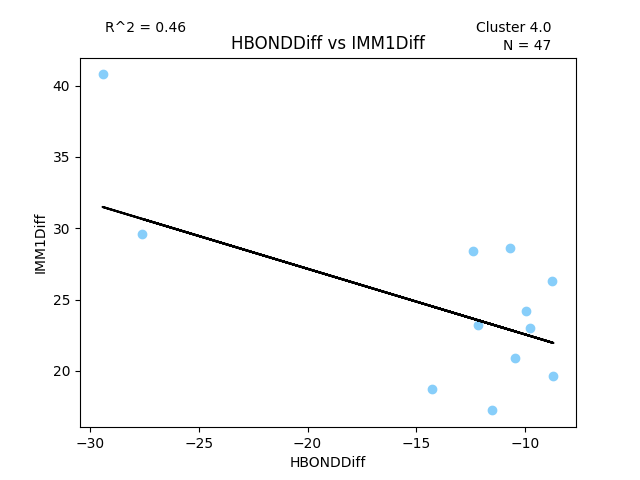 R^2 = 0.46
Cluster 4.0
N = 47
HBONDDiff vs IMM1Diff
40
35
30
25
20
IMM1Diff
−30
−25
−20
−15
−10
HBONDDiff